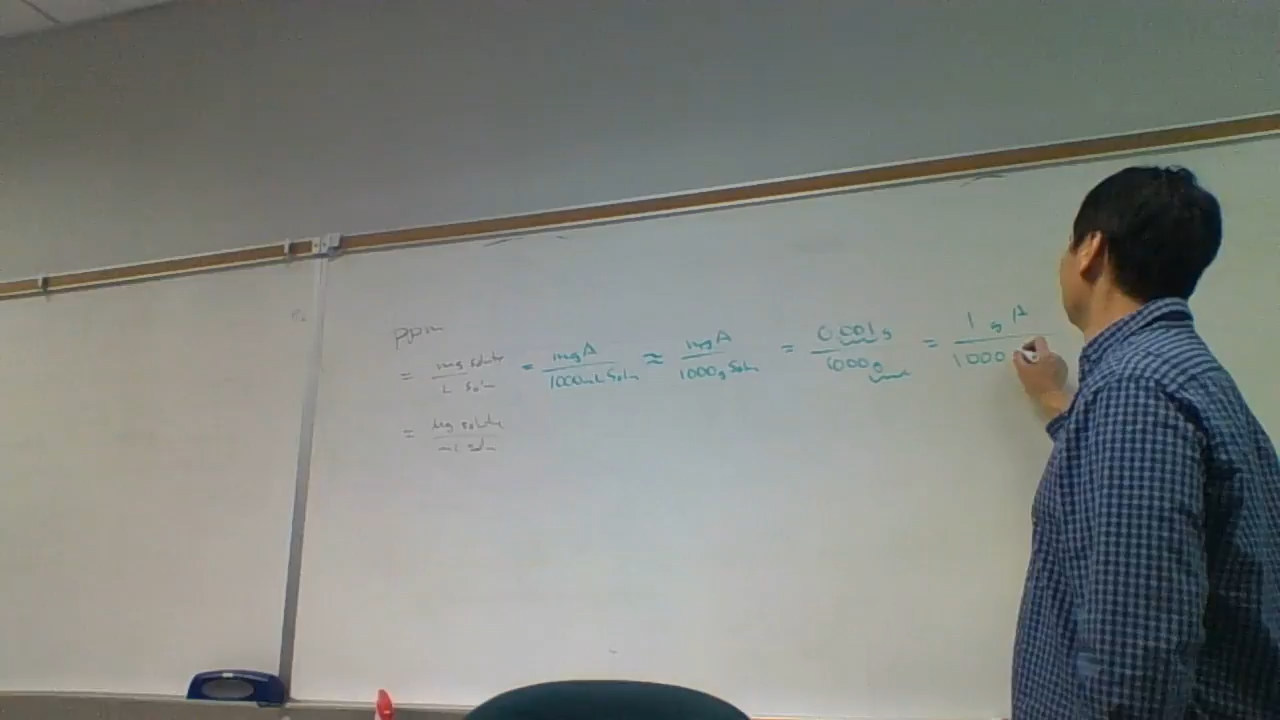 ppm
= mg solute / L soln = mg A / 1000 mL Soln ≈ mg A / 1000 g Soln = 0.001 g / 1000 g = 1 g A / 1000
= µg solute / mL soln